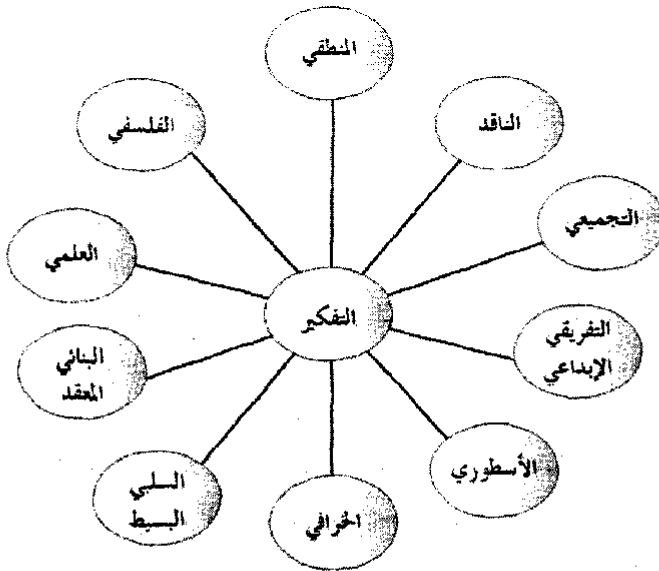 المنطقي
الناقد
التجميعي
التفريقي
الإبداعي
الأسطوري
الخرافي
السلبي
البسيط
البنائي
المعقد
العلمي
الفلسفي
التفكير